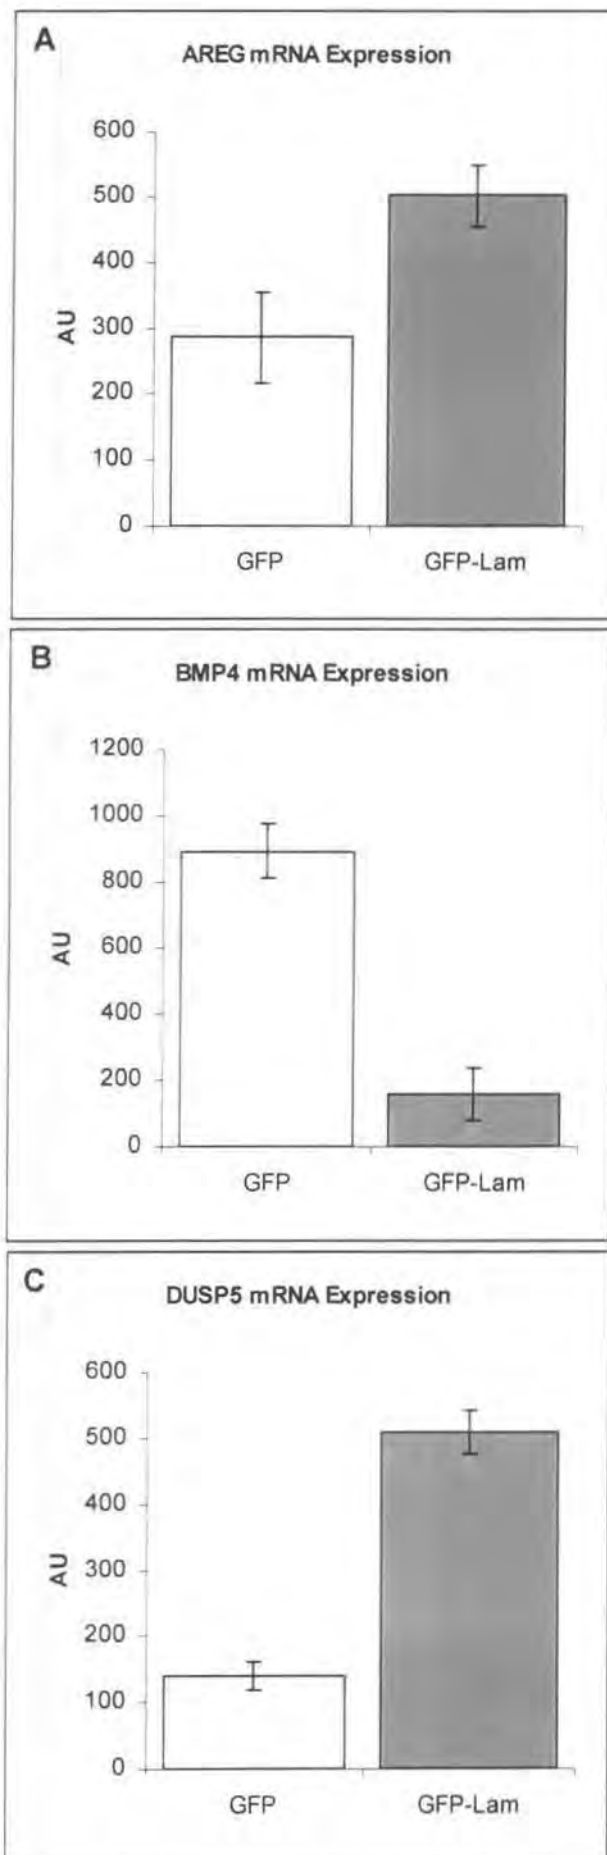 A
AREG mRNA Expression
600
500
400
300
200
100
0
AU
GFP GFP-Lam
B
BMP4 mRNA Expression
1200
1000
800
600
400
200
0
AU
GFP GFP-Lam
C
DUSP5 mRNA Expression
600
500
400
300
200
100
0
AU
GFP GFP-Lam